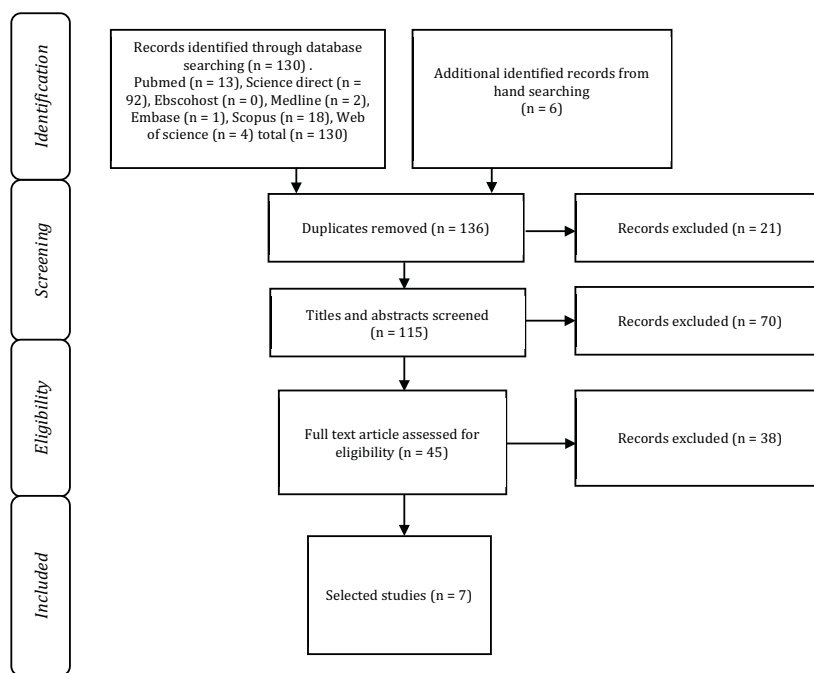 Identification
Records identified through database
searching (n = 130) .
Pubmed (n = 13), Science direct (n =
92), Ebscohost (n = 0), Medline (n = 2),
Embase (n = 1), Scopus (n = 18), Web
of science (n = 4) total (n = 130)
Additional identified records from
hand searching
(n = 6)
Screening
Duplicates removed (n = 136)
Records excluded (n = 21)
Titles and abstracts screened
(n = 115)
Records excluded (n = 70)
Eligibility
Full text article assessed for
eligibility (n = 45)
Records excluded (n = 38)
Included
Selected studies (n = 7)